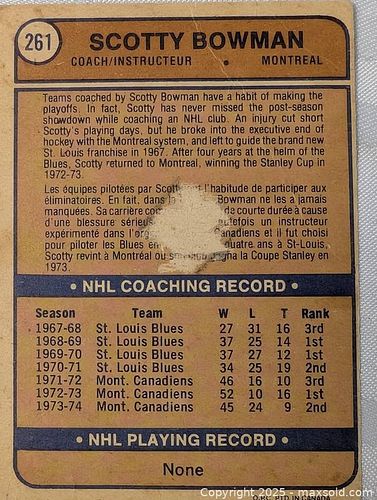 261
SCOTTY BOWMAN
COACH/INSTRUCTEUR • MONTREAL
Teams coached by Scotty Bowman have a habit of making the
playoffs. In fact, Scotty has never missed the post-season
showdown while coaching an NHL club. An injury cut short
Scotty's playing days, but he broke into the executive end of
hockey with the Montreal system, and left to guide the brand new
St. Louis franchise in 1967. After four years at the helm of the
Blues, Scotty returned to Montreal, winning the Stanley Cup in
1972-73.
Les équipes pilotées par l'habitude de participer aux
éliminatoires. En fait, Bowman ne les a jamais
manquées. Sa carrière de courte durée à cause
d'une blessure un instructeur
expérimenté dans et il fut choisi
pour piloter les Blues quatre ans à St-Louis,
Scotty revint à Montréal la Coupe Stanley en
1973.
• NHL COACHING RECORD •
Season Team W L T Rank
1967-68 St. Louis Blues 27 31 16 3rd
1968-69 St. Louis Blues 37 25 14 1st
1969-70 St. Louis Blues 37 27 12 1st
1970-71 St. Louis Blues 34 25 19 2nd
1971-72 Mont. Canadiens 46 16 10 3rd
1972-73 Mont. Canadiens 52 10 16 1st
1973-74 Mont. Canadiens 45 24 9 2nd
• NHL PLAYING RECORD •
None
PTD. IN CANADA
Copyright 2025 - maxsold.com